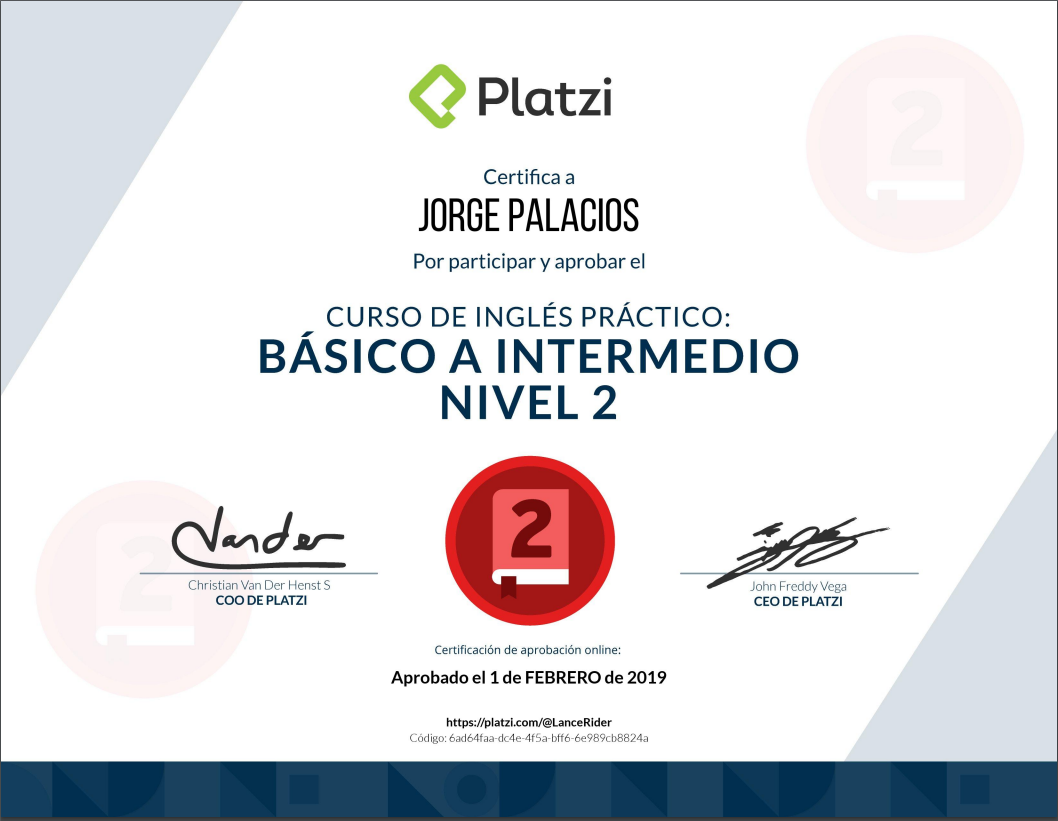 Platzi
Certifica a
JORGE PALACIOS
Por participar y aprobar el
CURSO DE INGLÉS PRÁCTICO:
BÁSICO A INTERMEDIO
NIVEL 2
2
2
2
Vander
Christian Van Der Henst S
COO DE PLATZI
John Freddy Vega
CEO DE PLATZI
Certificación de aprobación online:
Aprobado el 1 de FEBRERO de 2019
https://platzi.com/@LanceRider
Código: 6ad64faa-dc4e-4f5a-bff6-6e989cb8824a